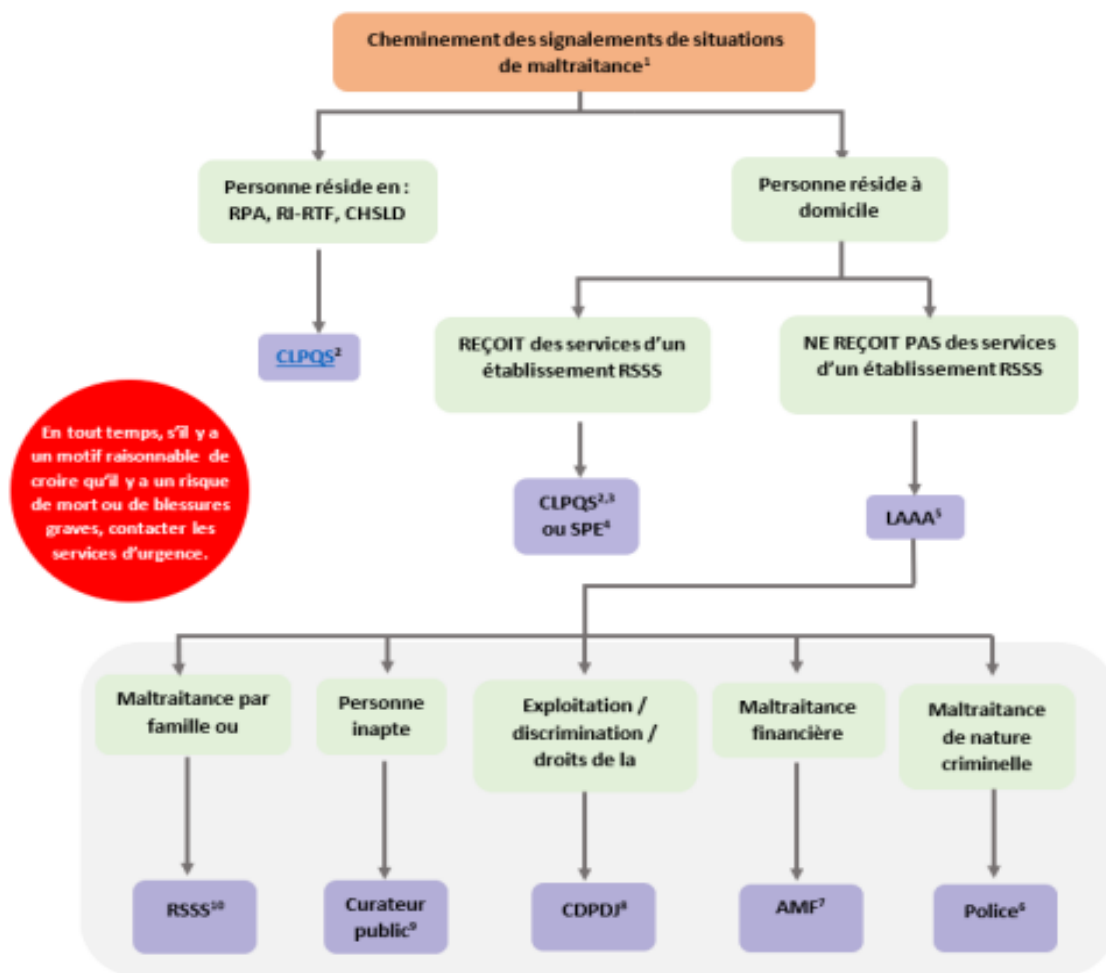 Cheminement des signalements de situations
de maltraitance¹
Personne réside en :
RPA, RI-RTF, CHSLD
Personne réside à
domicile
CLPQS²
REÇOIT des services d'un
établissement RSSS
NE REÇOIT PAS des services
d'un établissement RSSS
En tout temps, s'il y a
un motif raisonnable de
croire qu'il y a un risque
de mort ou de blessures
graves, contacter les
services d'urgence.
CLPQS²,³
ou SPE⁴
LAAA⁵
Maltraitance par
famille ou
Personne
inapte
Exploitation /
discrimination /
droits de la
Maltraitance
financière
Maltraitance
de nature
criminelle
RSSS¹⁰
Curateur
public⁹
CDPDJ⁸
AMF⁷
Police⁶